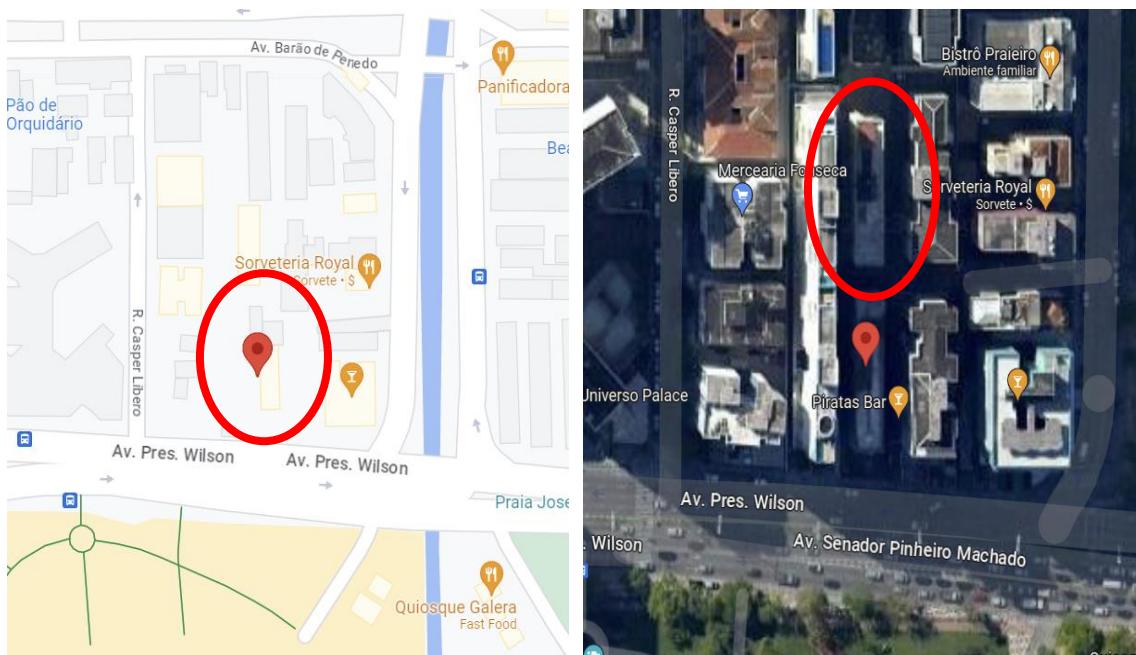 Av. Barão de Penedo
Panificadora
Pão de
Orquidário
Bea
Sorveteria Royal
Sorvete • $
R. Casper Libero
Av. Pres. Wilson
Av. Pres. Wilson
Praia Jose
Quiosque Galera
Fast Food
Bistrô Praieiro
Ambiente familiar
R. Casper Libero
Mercearia Fonseca
Sorveteria Royal
Sorvete • $
Universo Palace
Piratas Bar
Av. Pres. Wilson
. Wilson
Av. Senador Pinheiro Machado